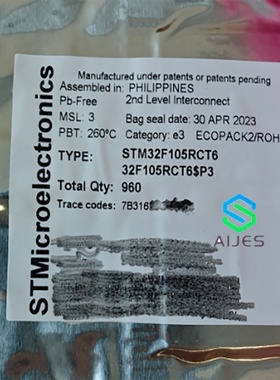 Manufactured under patents or patents pending
Assembled in: PHILIPPINES
Pb-Free 2nd Level Interconnect
MSL: 3 Bag seal date: 30 APR 2023
PBT: 260°C Category: e3 ECOPACK2/ROH
TYPE: STM32F105RCT6
32F105RCT6$P3
Total Qty: 960
Trace codes: 7B316
STMicroelectronics
AIJES